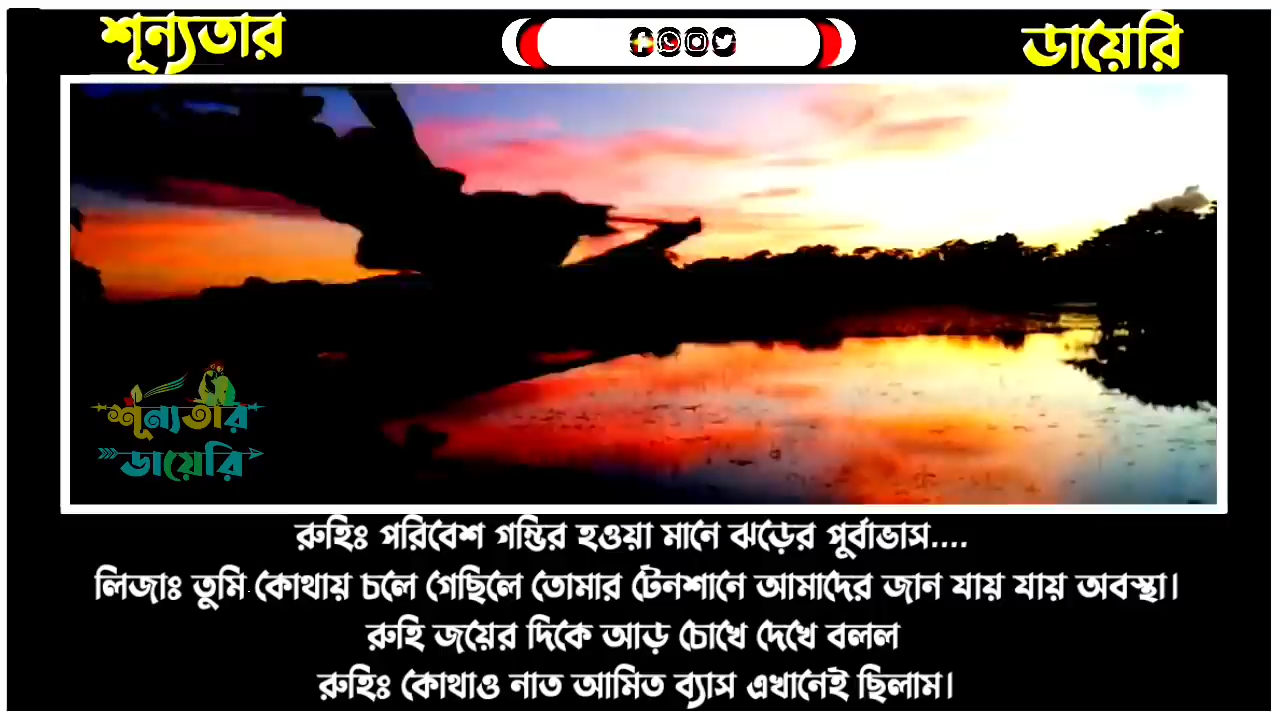 শূন্যতার ডায়েরি
শূন্যতার
ডায়েরি
রুহিঃ পরিবেশ গম্ভির হওয়া মানে ঝড়ের পুর্বাভাস....
লিজাঃ তুমি কোথায় চলে গেছিলে তোমার টেনশানে আমাদের জান যায় যায় অবস্থা।
রুহি জয়ের দিকে আড় চোখে দেখে বলল
রুহিঃ কোথাও নাত আমিত ব্যাস এখানেই ছিলাম।